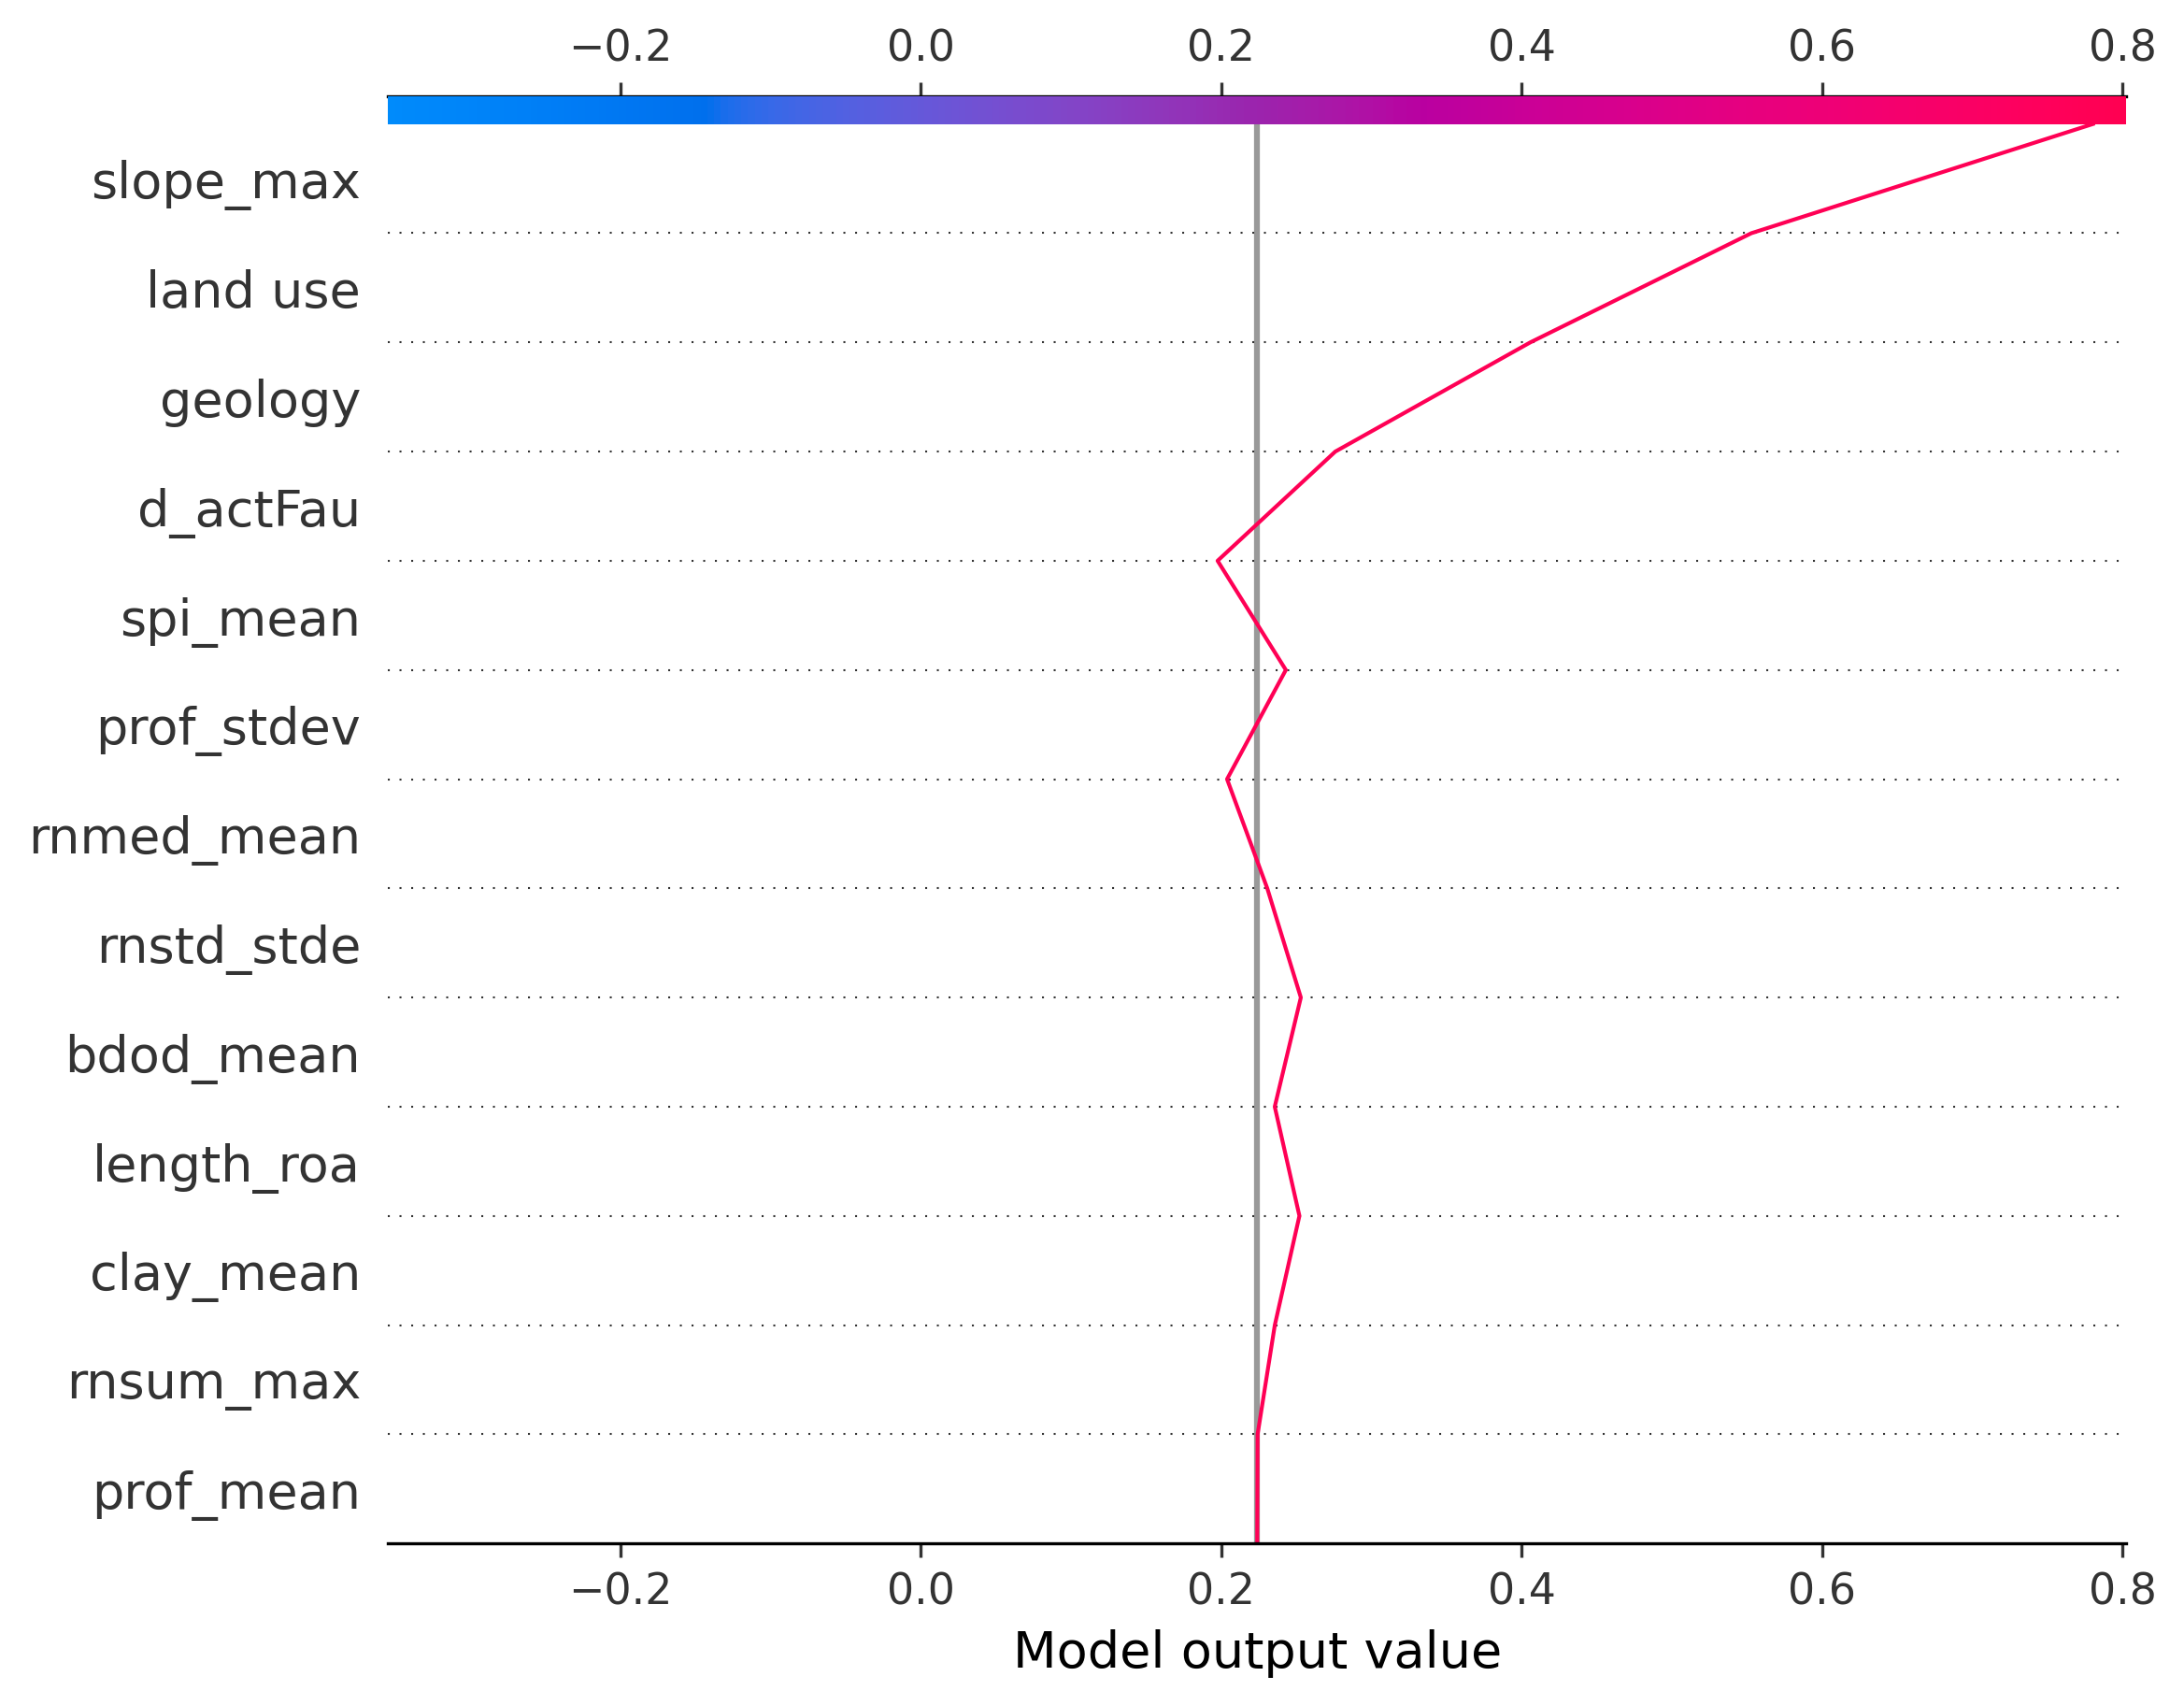 −0.2 0.0 0.2 0.4 0.6 0.8
slope_max
land use
geology
d_actFau
spi_mean
prof_stdev
rnmed_mean
rnstd_stde
bdod_mean
length_roa
clay_mean
rnsum_max
prof_mean
−0.2 0.0 0.2 0.4 0.6 0.8
Model output value